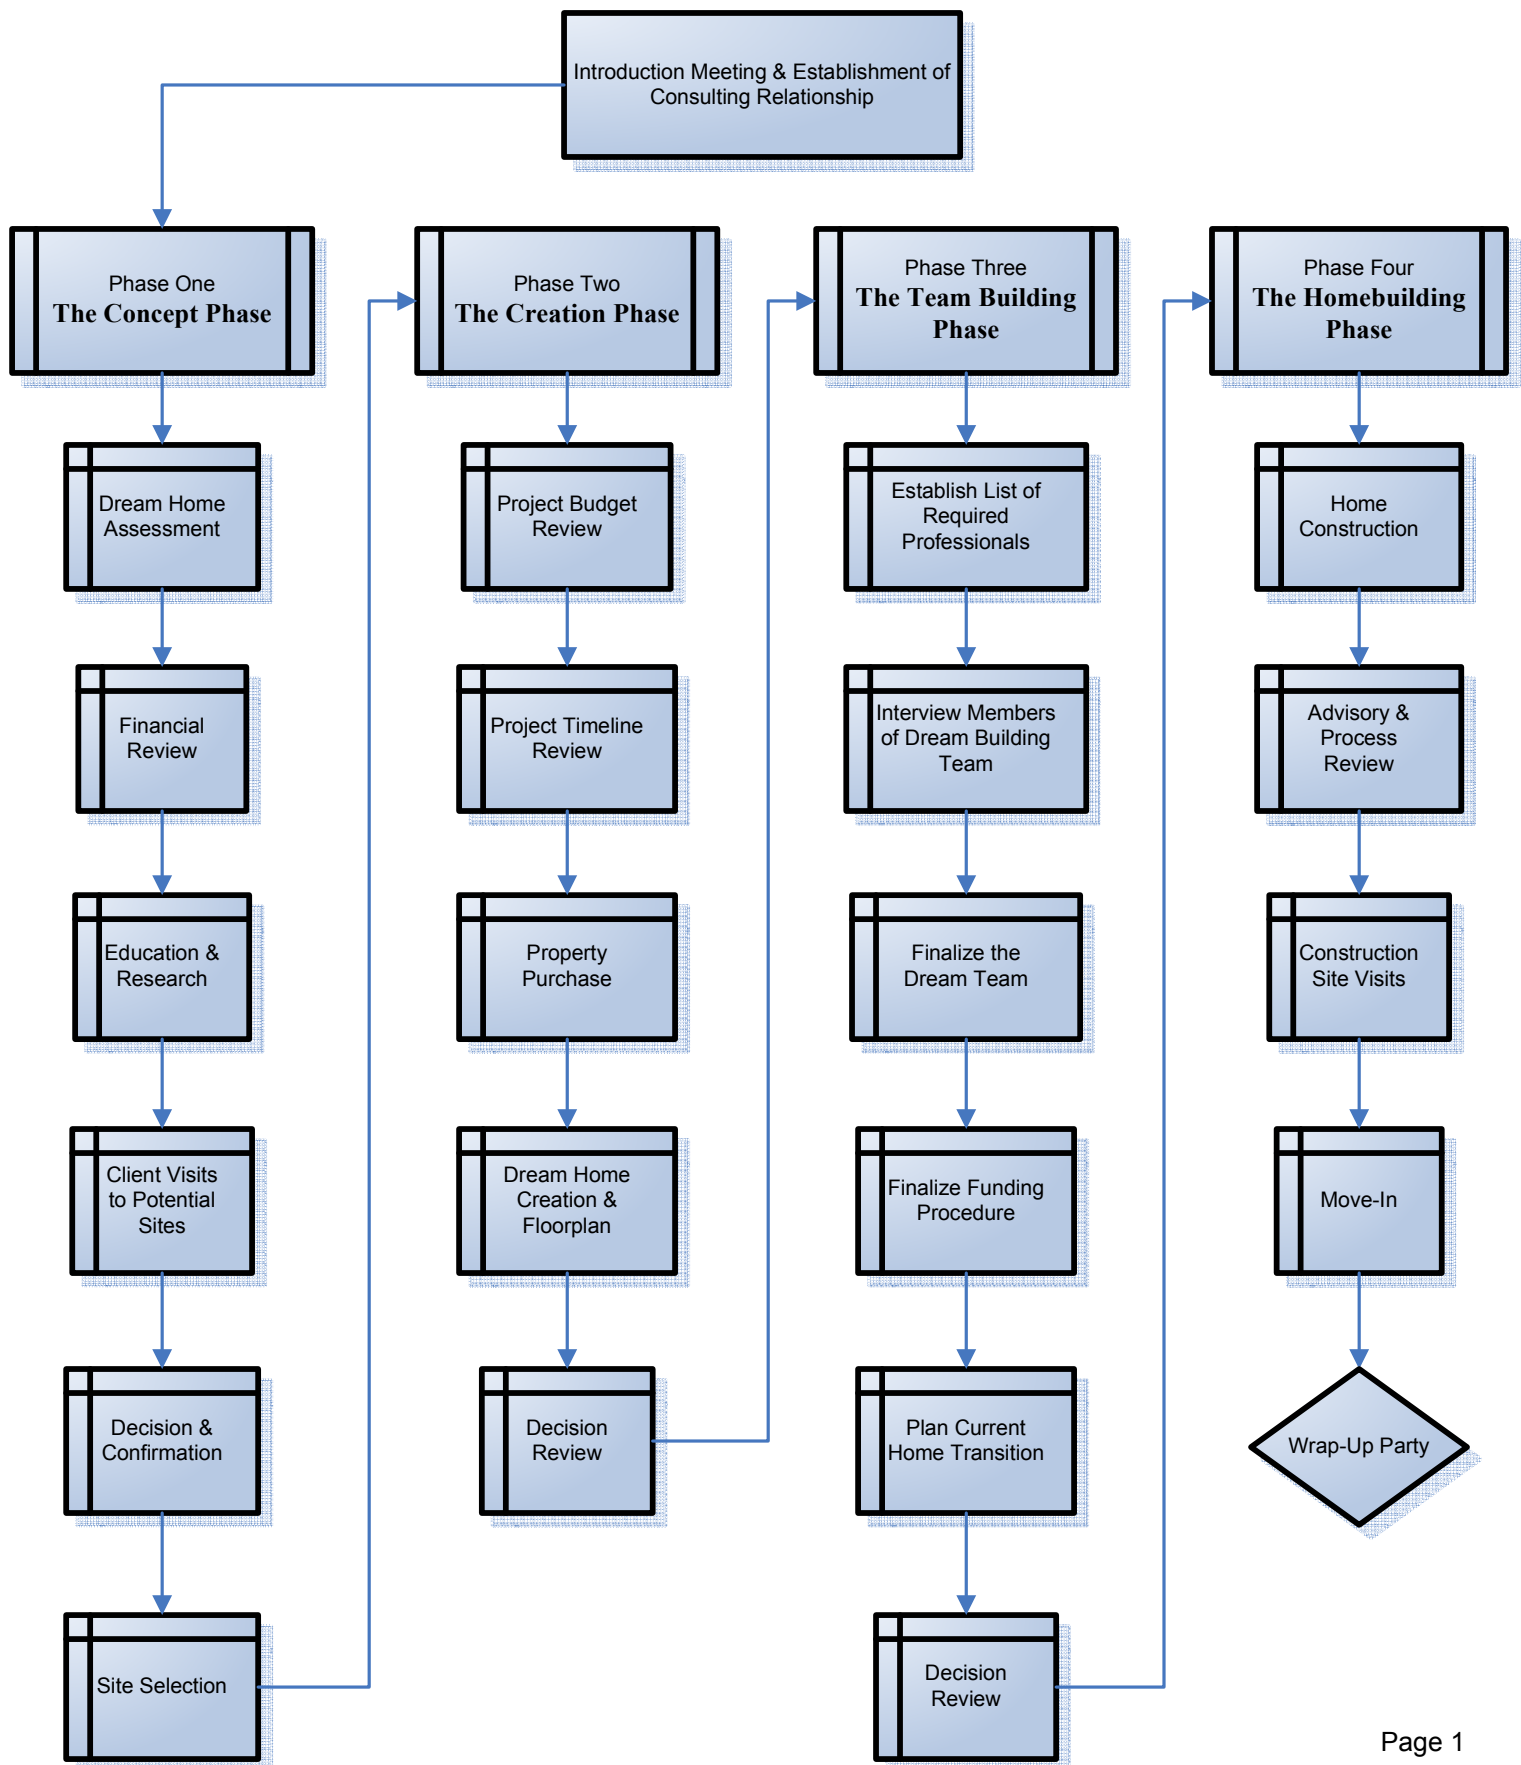 Introduction Meeting & Establishment of
Consulting Relationship
Phase One
The Concept Phase
Dream Home
Assessment
Financial
Review
Education &
Research
Client Visits
to Potential
Sites
Decision &
Confirmation
Site Selection
Phase Two
The Creation Phase
Project Budget
Review
Project Timeline
Review
Property
Purchase
Dream Home
Creation &
Floorplan
Decision
Review
Phase Three
The Team Building
Phase
Establish List of
Required
Professionals
Interview Members
of Dream Building
Team
Finalize the
Dream Team
Finalize Funding
Procedure
Plan Current
Home Transition
Decision
Review
Phase Four
The Homebuilding
Phase
Home
Construction
Advisory &
Process
Review
Construction
Site Visits
Move-In
Wrap-Up Party
Page 1